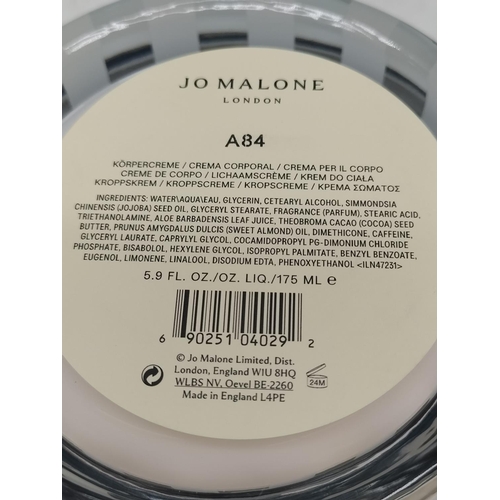 JO MALONE
LONDON
A84
KÖRPERCREME / CREMA CORPORAL / CREMA PER IL CORPO
CREME DE CORPO / LICHAAMSCRÈME / KREM DO CIAŁA
KROPPSKREM / KROPPSCREME / KROPSCREME / ΚΡΕΜΑ ΣΩΜΑΤΟΣ
INGREDIENTS: WATER\AQUA\EAU, GLYCERIN, CETEARYL ALCOHOL, SIMMONDSIA
CHINENSIS (JOJOBA) SEED OIL, GLYCERYL STEARATE, FRAGRANCE (PARFUM), STEARIC ACID,
TRIETHANOLAMINE, ALOE BARBADENSIS LEAF JUICE, THEOBROMA CACAO (COCOA) SEED
BUTTER, PRUNUS AMYGDALUS DULCIS (SWEET ALMOND) OIL, DIMETHICONE, CAFFEINE,
GLYCERYL LAURATE, CAPRYLYL GLYCOL, COCAMIDOPROPYL PG-DIMONIUM CHLORIDE
PHOSPHATE, BISABOLOL, HEXYLENE GLYCOL, ISOPROPYL PALMITATE, BENZYL BENZOATE,
EUGENOL, LIMONENE, LINALOOL, DISODIUM EDTA, PHENOXYETHANOL <ILN47231>
5.9 FL. OZ./OZ. LIQ./175 ML ℮
6 90251 04029 2
© Jo Malone Limited, Dist.
London, England W1U 8HQ
WLBS NV, Oevel BE-2260
Made in England L4PE
24M